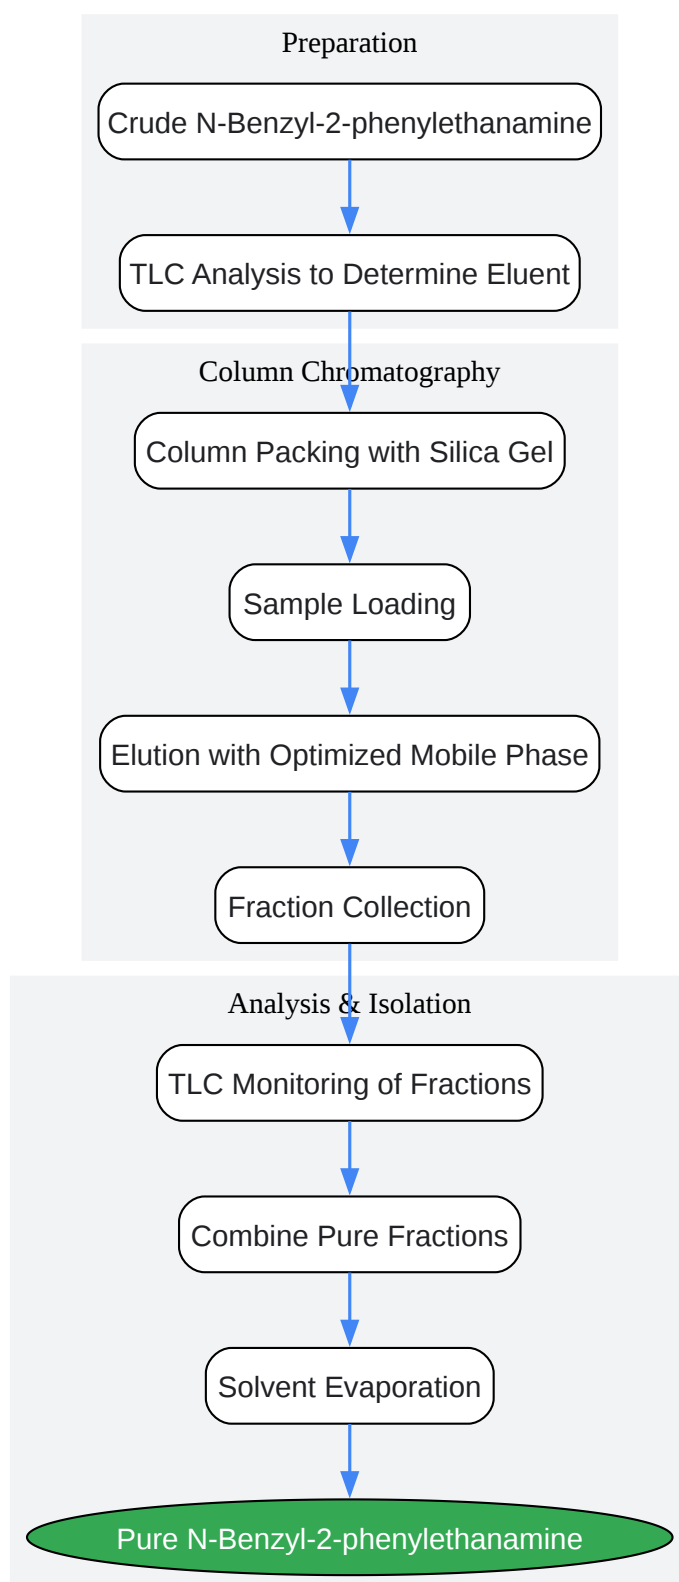 Preparation
Crude N-Benzyl-2-phenylethanamine
TLC Analysis to Determine Eluent
Column Chromatography
Column Packing with Silica Gel
Sample Loading
Elution with Optimized Mobile Phase
Fraction Collection
Analysis & Isolation
TLC Monitoring of Fractions
Combine Pure Fractions
Solvent Evaporation
Pure N-Benzyl-2-phenylethanamine